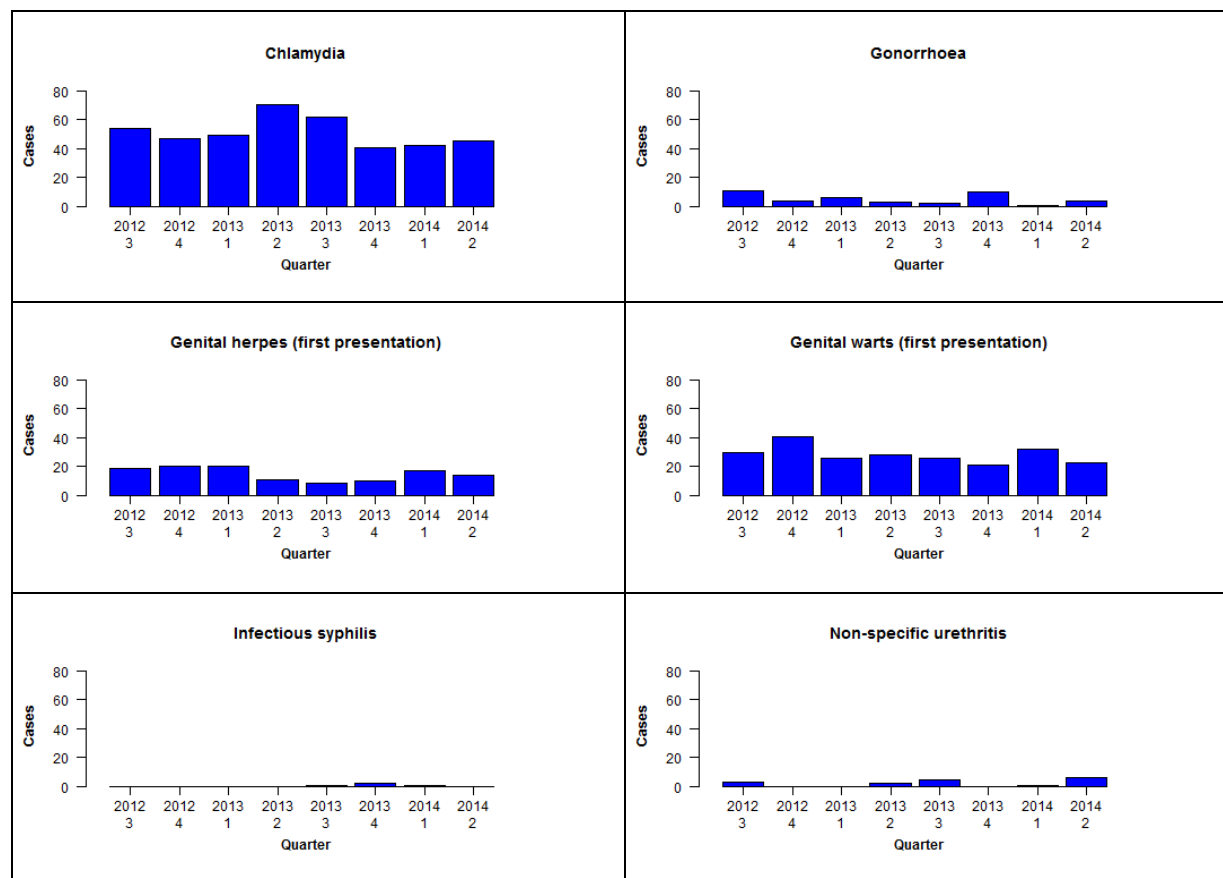 Chlamydia
80
60
40
20
0
Cases
2012 2012 2013 2013 2013 2013 2014 2014
3 4 1 2 3 4 1 2
Quarter
Gonorrhoea
80
60
40
20
0
Cases
2012 2012 2013 2013 2013 2013 2014 2014
3 4 1 2 3 4 1 2
Quarter
Genital herpes (first presentation)
80
60
40
20
0
Cases
2012 2012 2013 2013 2013 2013 2014 2014
3 4 1 2 3 4 1 2
Quarter
Genital warts (first presentation)
80
60
40
20
0
Cases
2012 2012 2013 2013 2013 2013 2014 2014
3 4 1 2 3 4 1 2
Quarter
Infectious syphilis
80
60
40
20
0
Cases
2012 2012 2013 2013 2013 2013 2014 2014
3 4 1 2 3 4 1 2
Quarter
Non-specific urethritis
80
60
40
20
0
Cases
2012 2012 2013 2013 2013 2013 2014 2014
3 4 1 2 3 4 1 2
Quarter